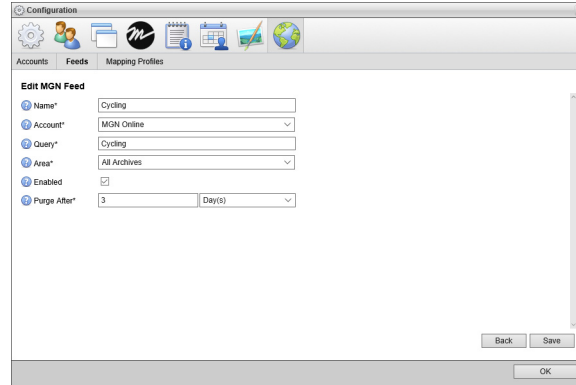 Configuration
Accounts Feeds Mapping Profiles
Edit MGN Feed
Name* Cycling
Account* MGN Online
Query* Cycling
Area* All Archives
Enabled
Purge After* 3 Day(s)
Back Save
OK